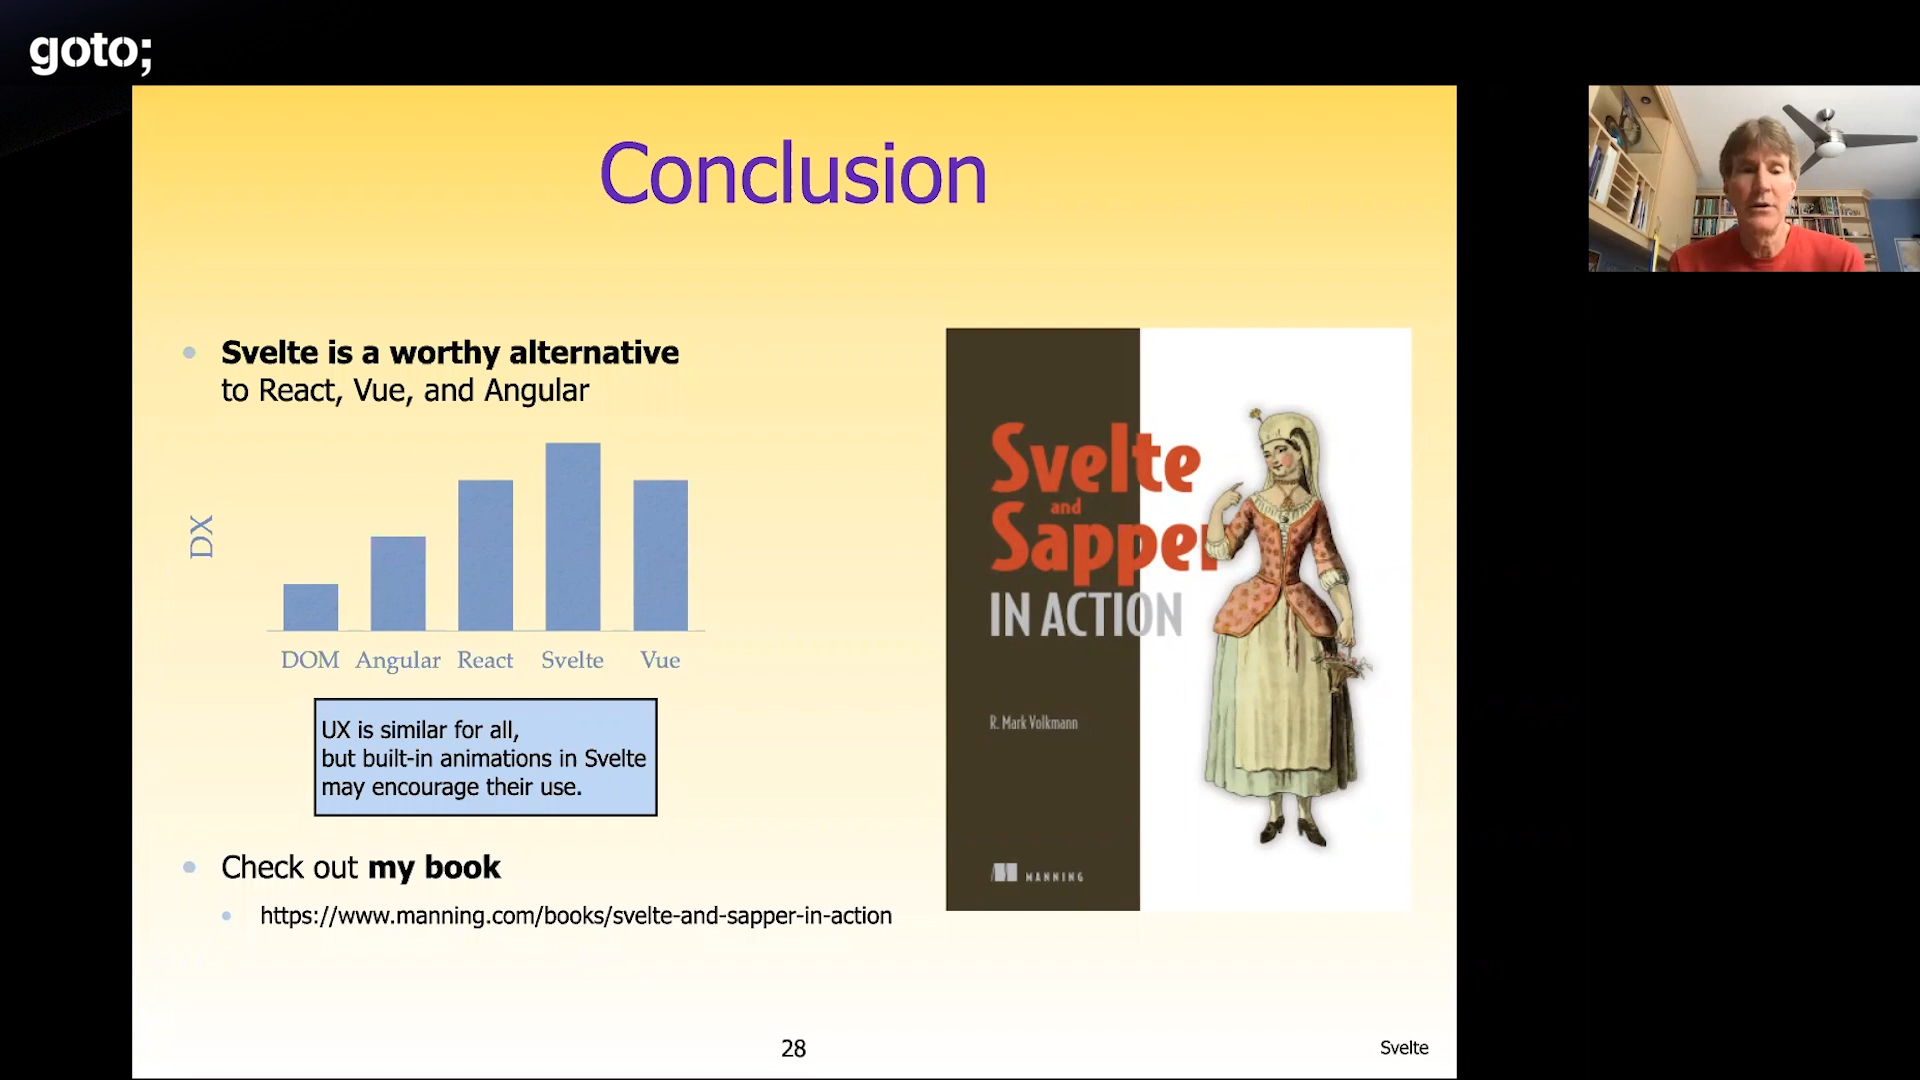 goto;
Conclusion
Svelte is a worthy alternative
to React, Vue, and Angular
DX
DOM Angular React Svelte Vue
UX is similar for all,
but built-in animations in Svelte
may encourage their use.
Check out my book
https://www.manning.com/books/svelte-and-sapper-in-action
Svelte
and
Sapper
IN ACTION
R. Mark Volkmann
MANNING
28
Svelte